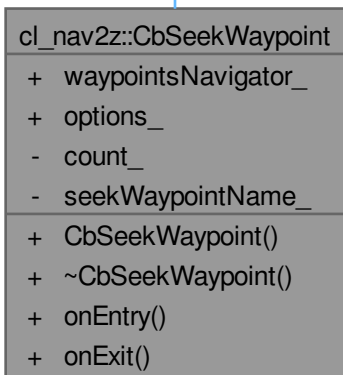 cl_nav2z::CbSeekWaypoint
+ waypointsNavigator_
+ options_
- count_
- seekWaypointName_
+ CbSeekWaypoint()
+ ~CbSeekWaypoint()
+ onEntry()
+ onExit()